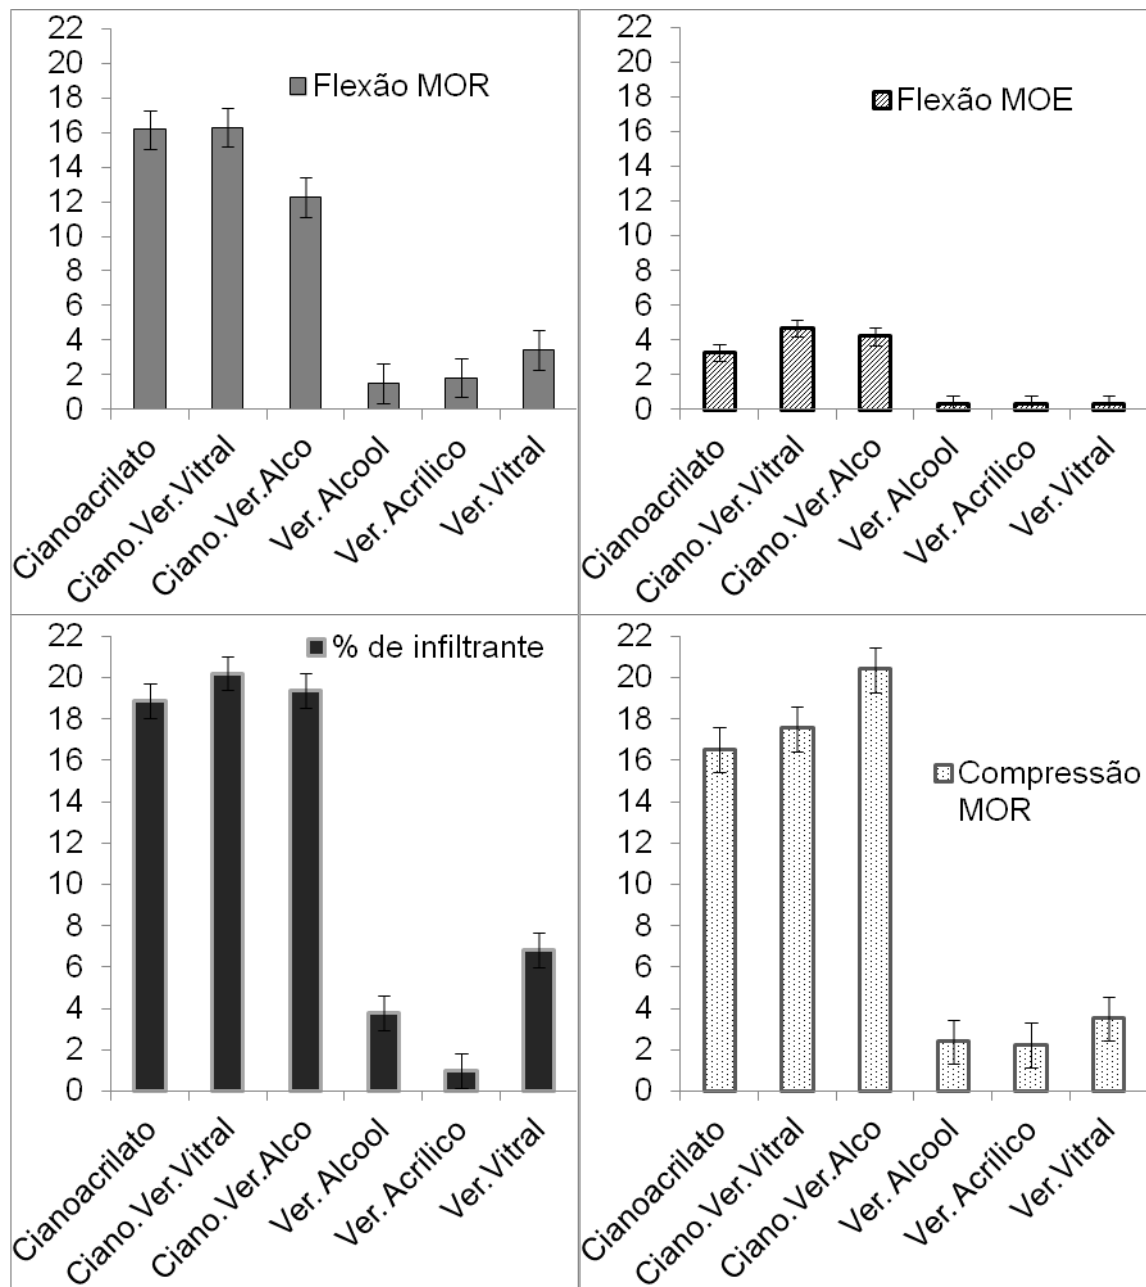 22
20
18
16
14
12
10
8
6
4
2
0
Flexão MOR
Cianoacrilato
Ciano.Ver.Vitral
Ciano.Ver.Alco
Ver. Alcool
Ver. Acrílico
Ver.Vitral
22
20
18
16
14
12
10
8
6
4
2
0
Flexão MOE
Cianoacrilato
Ciano.Ver.Vitral
Ciano.Ver.Alco
Ver. Alcool
Ver. Acrílico
Ver.Vitral
22
20
18
16
14
12
10
8
6
4
2
0
% de infiltrante
Cianoacrilato
Ciano.Ver.Vitral
Ciano.Ver.Alco
Ver. Alcool
Ver. Acrílico
Ver.Vitral
22
20
18
16
14
12
10
8
6
4
2
0
Compressão
MOR
Cianoacrilato
Ciano.Ver.Vitral
Ciano.Ver.Alco
Ver. Alcool
Ver. Acrílico
Ver.Vitral